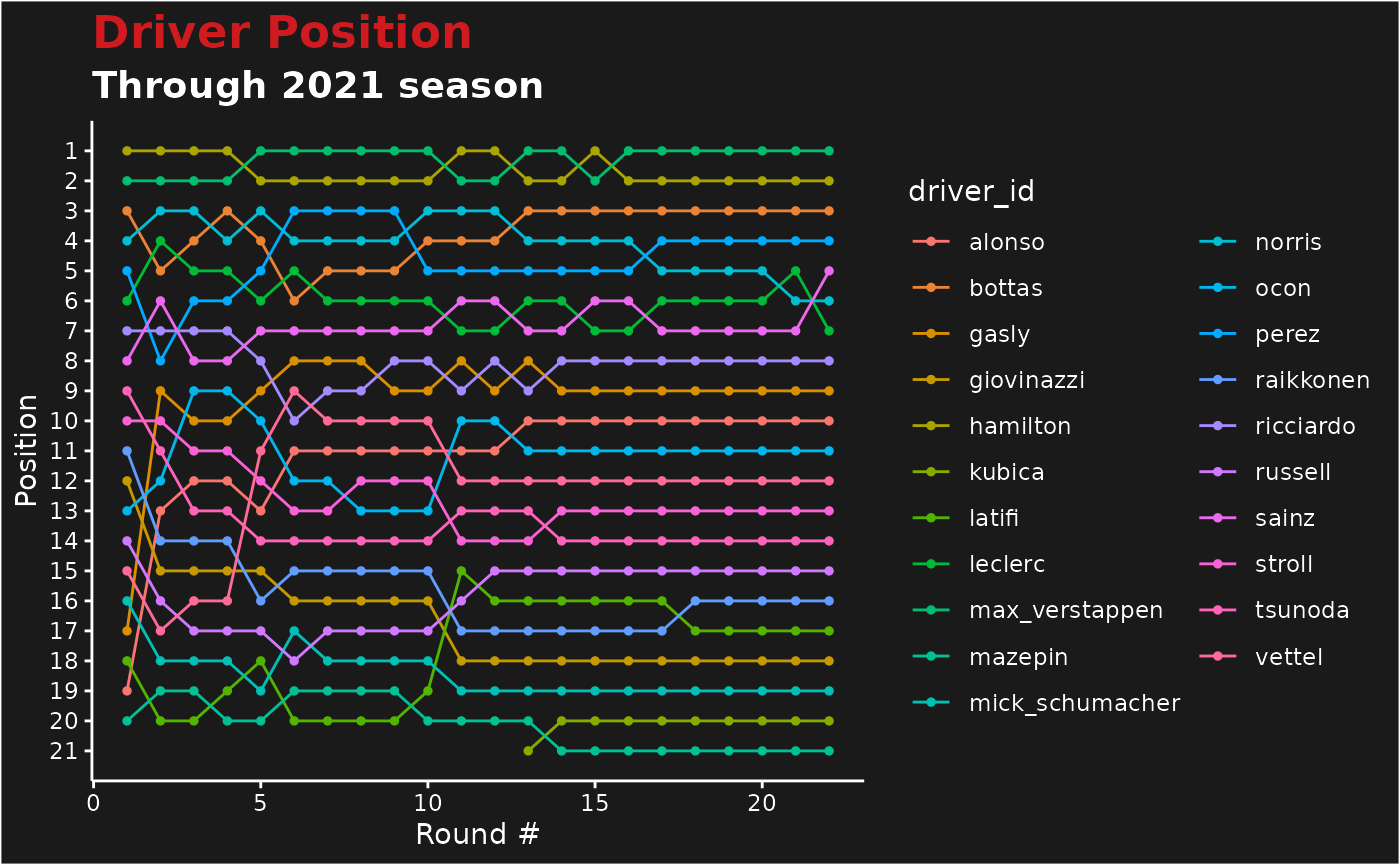 Driver Position
Through 2021 season
Position
1
2
3
4
5
6
7
8
9
10
11
12
13
14
15
16
17
18
19
20
21
0 5 10 15 20
Round #
driver_id
alonso
bottas
gasly
giovinazzi
hamilton
kubica
latifi
leclerc
max_verstappen
mazepin
mick_schumacher
norris
ocon
perez
raikkonen
ricciardo
russell
sainz
stroll
tsunoda
vettel